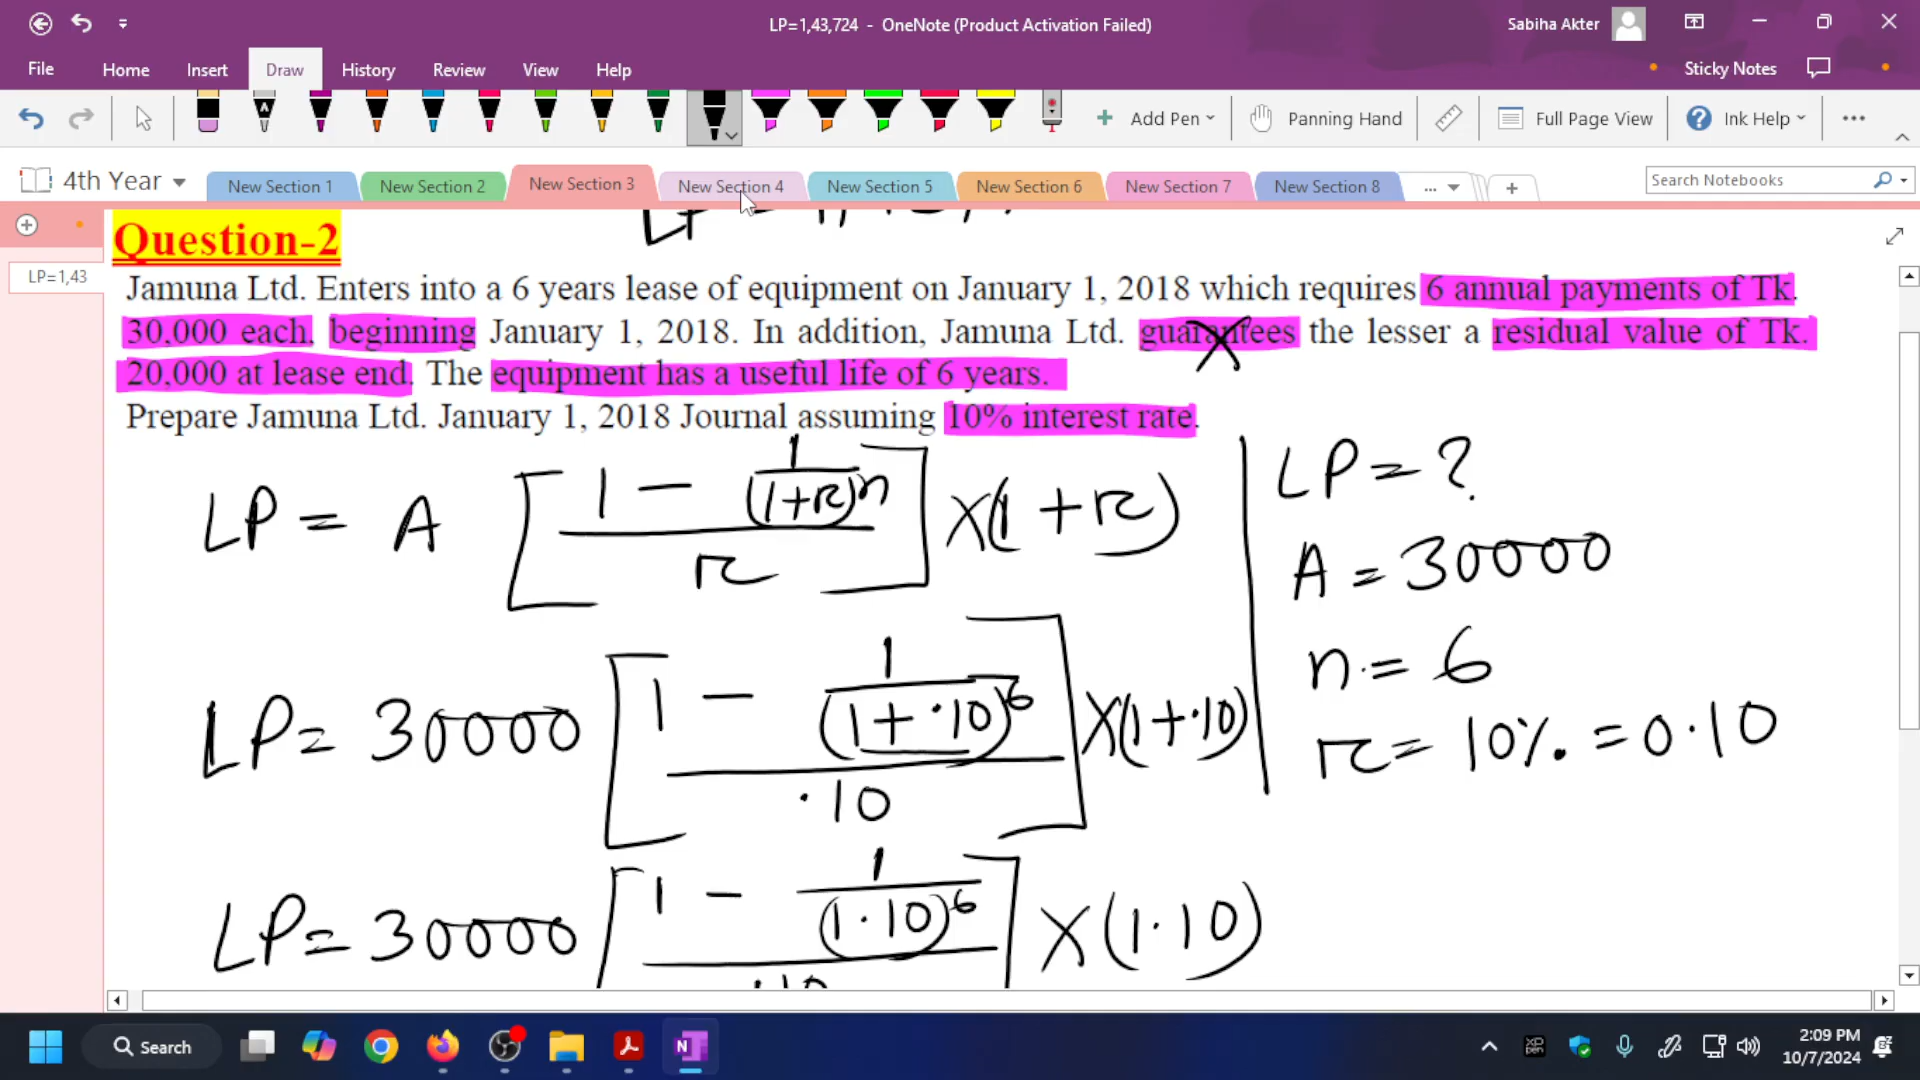 LP=1,43,724 - OneNote (Product Activation Failed)
Sabiha Akter
File Home Insert Draw History Review View Help
Sticky Notes
Add Pen
Panning Hand
Full Page View
Ink Help
4th Year
New Section 1
New Section 2
New Section 3
New Section 4
New Section 5
New Section 6
New Section 7
New Section 8
...
Search Notebooks
LP=1,43
Question-2
Jamuna Ltd. Enters into a 6 years lease of equipment on January 1, 2018 which requires 6 annual payments of Tk.
30,000 each, beginning January 1, 2018. In addition, Jamuna Ltd. guarantees the lesser a residual value of Tk.
20,000 at lease end. The equipment has a useful life of 6 years.
Prepare Jamuna Ltd. January 1, 2018 Journal assuming 10% interest rate.
LP = A [ (1 - 1/(1+r)^n) / r ] x (1+r)
LP = 30000 [ (1 - 1/(1+.10)^6) / .10 ] x (1+.10)
LP = 30000 [ (1 - 1/(1.10)^6) / .10 ] x (1.10)
LP = ?
A = 30000
n = 6
r = 10% = 0.10
Search
2:09 PM
10/7/2024